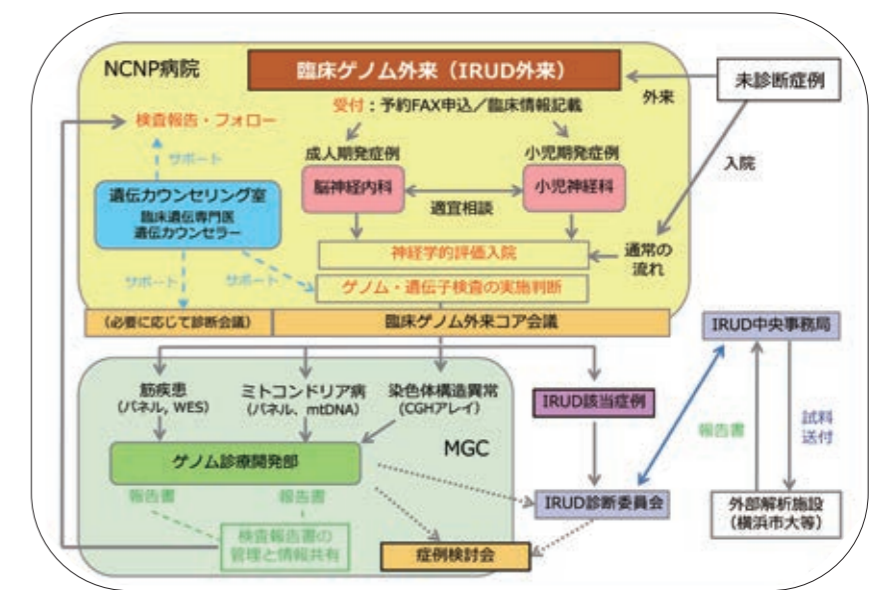 NCNP病院
臨床ゲノム外来（IRUD外来）
未診断症例
外来
受付：予約FAX申込／臨床情報記載
検査報告・フォロー
サポート
成人期発症例
小児期発症例
入院
脳神経内科
小児神経科
適宜相談
遺伝カウンセリング室
臨床遺伝専門医
遺伝カウンセラー
神経学的評価入院
通常の
流れ
サポート
サポート
ゲノム・遺伝子検査の実施判断
（必要に応じて診断会議）
臨床ゲノム外来コア会議
IRUD中央事務局
筋疾患
（パネル, WES）
ミトコンドリア病
（パネル、mtDNA）
染色体構造異常
（CGHアレイ）
IRUD該当症例
報告書
試料
送付
MGC
ゲノム診療開発部
報告書
報告書
IRUD診断委員会
外部解析施設
（横浜市大等）
検査報告書の
管理と情報共有
症例検討会